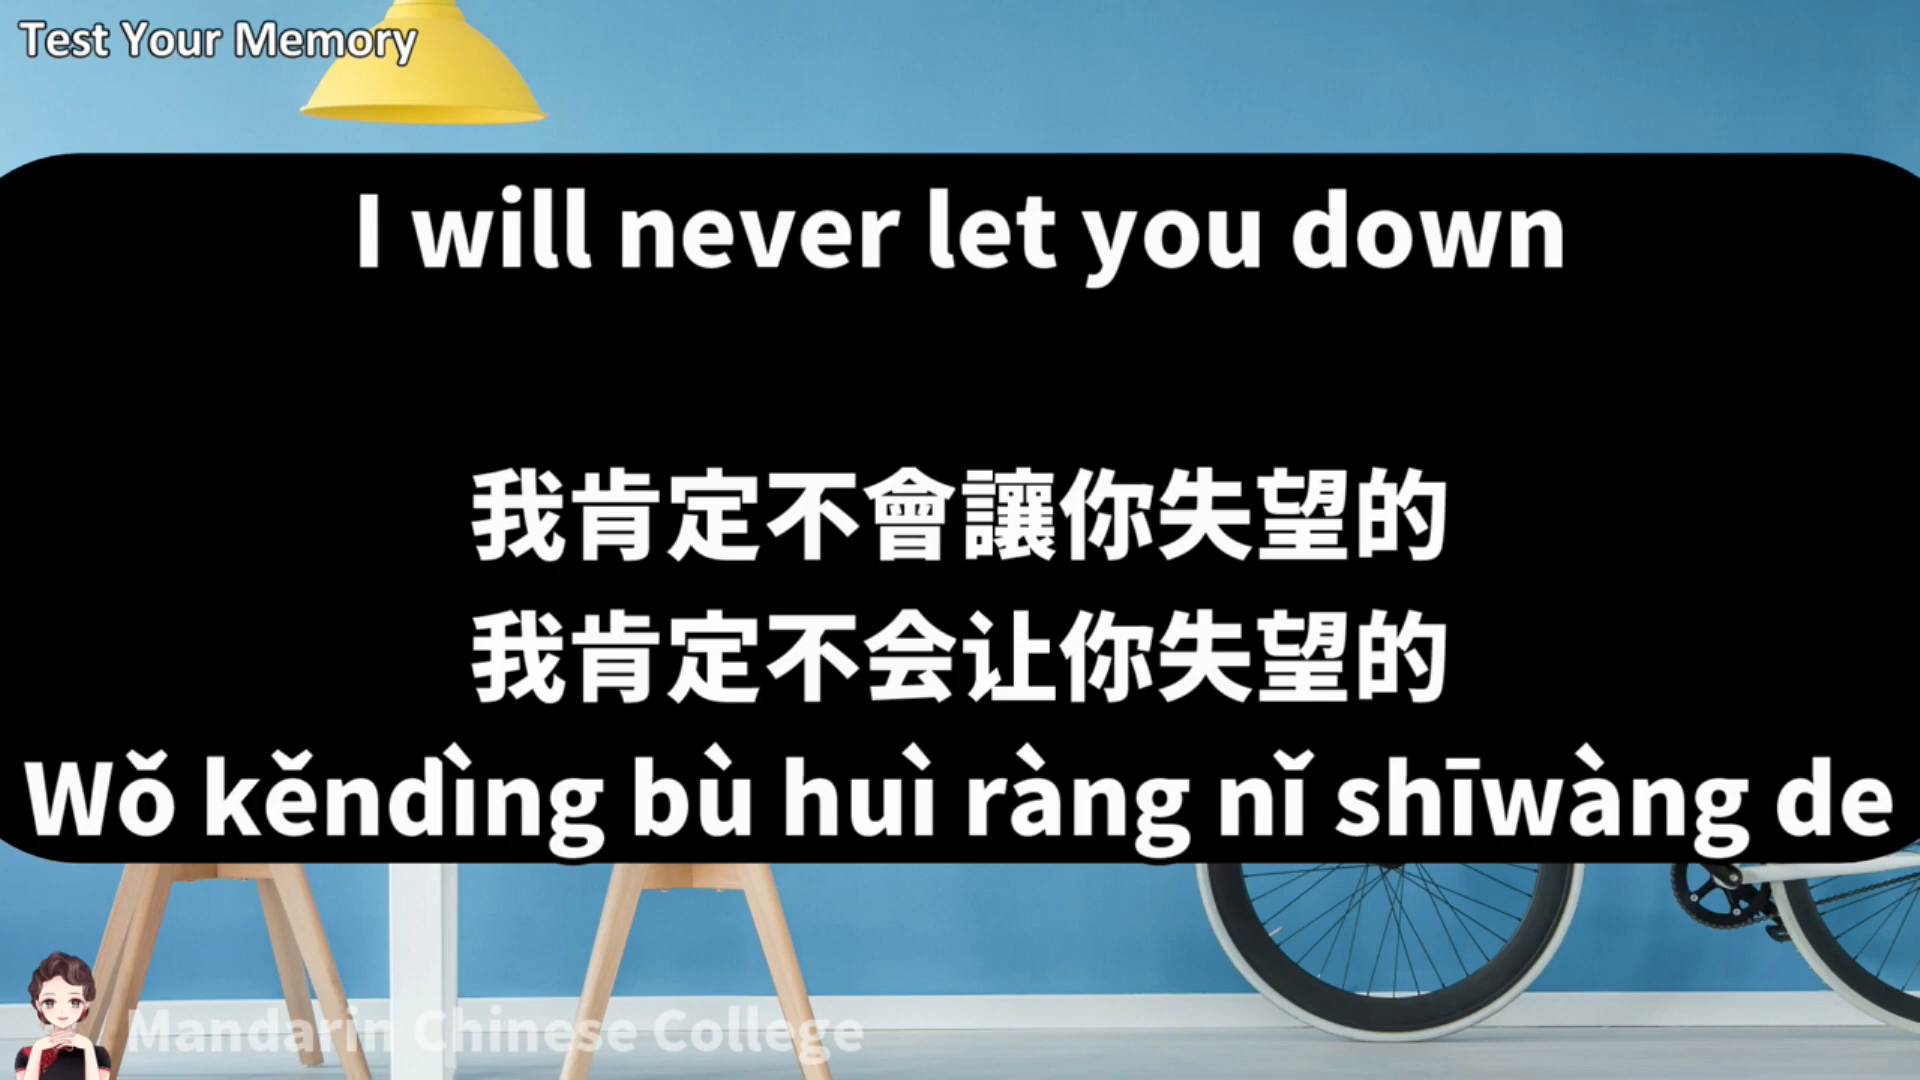 Test Your Memory
I will never let you down
我肯定不會讓你失望的
我肯定不会让你失望的
Wǒ kěndìng bù huì ràng nǐ shīwàng de
Mandarin Chinese College